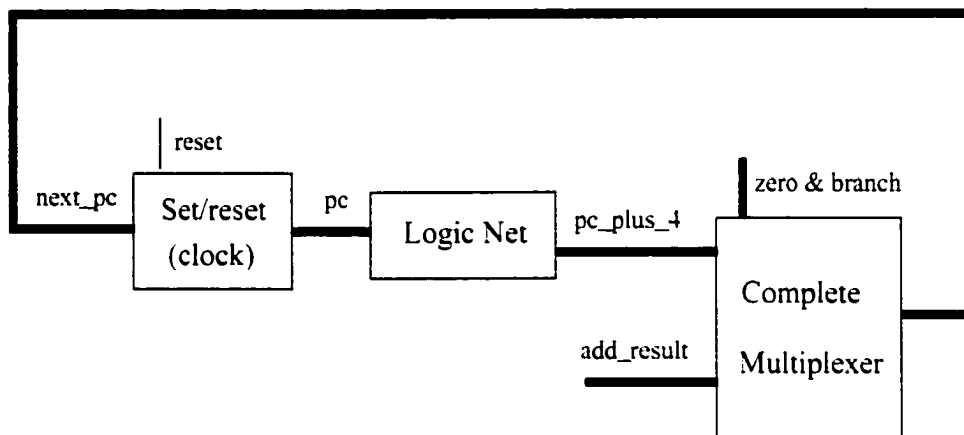 reset
next_pc
Set/reset
(clock)
pc
Logic Net
pc_plus_4
zero & branch
Complete
Multiplexer
add_result